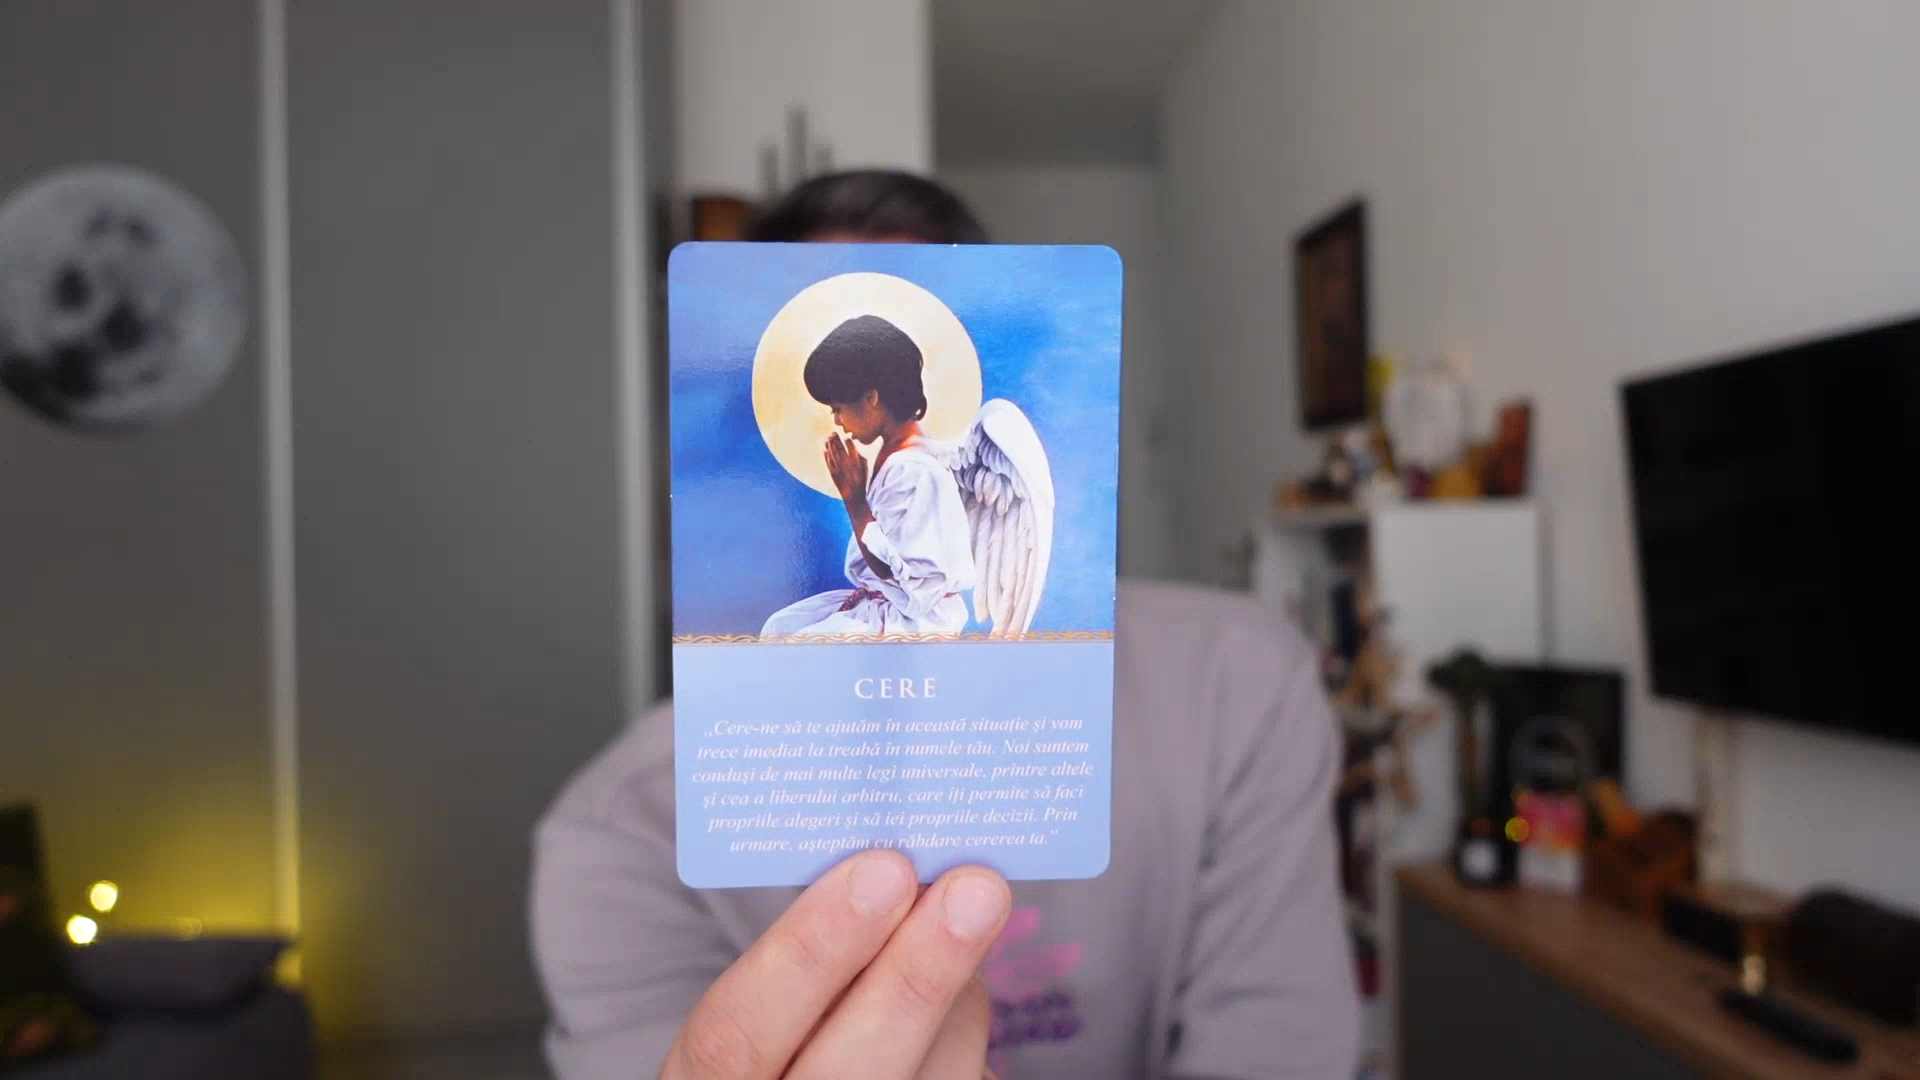 CERE
„Cere-ne să te ajutăm în această situație și vom
trece imediat la treabă în numele tău. Noi suntem
conduși de mai multe legi universale, printre altele
și cea a liberului arbitru, care îți permite să faci
propriile alegeri și să iei propriile decizii. Prin
urmare, așteptăm cu răbdare cererea ta.”